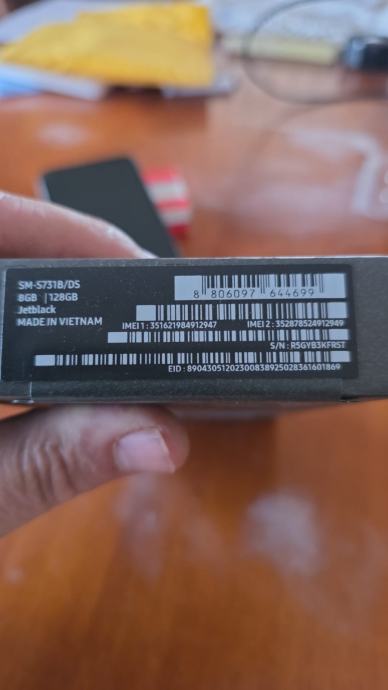 SM-S731B/DS
8GB | 128GB
Jetblack
MADE IN VIETNAM
8 806097 644699
IMEI 1 : 351621984912947 IMEI 2 : 352878524912949
S/N : R5GYB3KFR5T
EID : 89043051202300838925028361601869